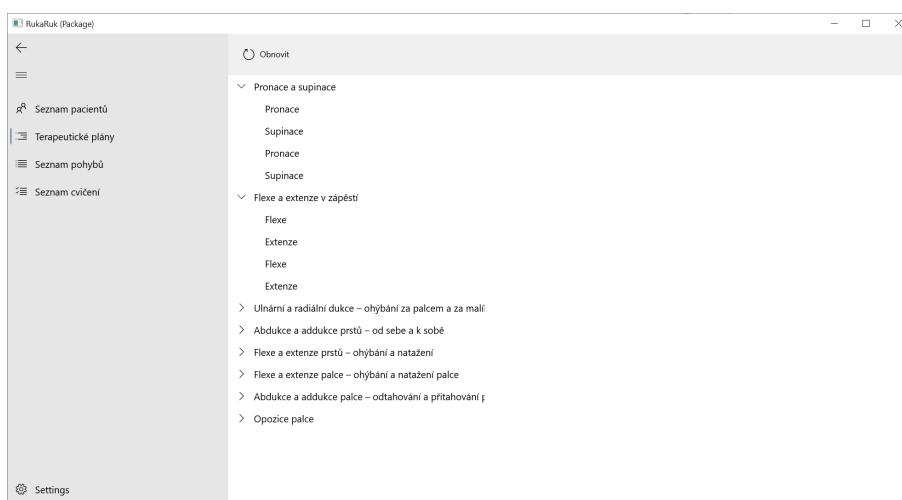 RukaRuk (Package)
Obnovit
Seznam pacientů
Terapeutické plány
Seznam pohybů
Seznam cvičení
Settings
Pronace a supinace
Pronace
Supinace
Pronace
Supinace
Flexe a extenze v zápěstí
Flexe
Extenze
Flexe
Extenze
Ulnární a radiální dukce – ohýbání za palcem a za malí
Abdukce a addukce prstů – od sebe a k sobě
Flexe a extenze prstů – ohýbání a natažení
Flexe a extenze palce – ohýbání a natažení palce
Abdukce a addukce palce – odtahování a přitahování p
Opozice palce